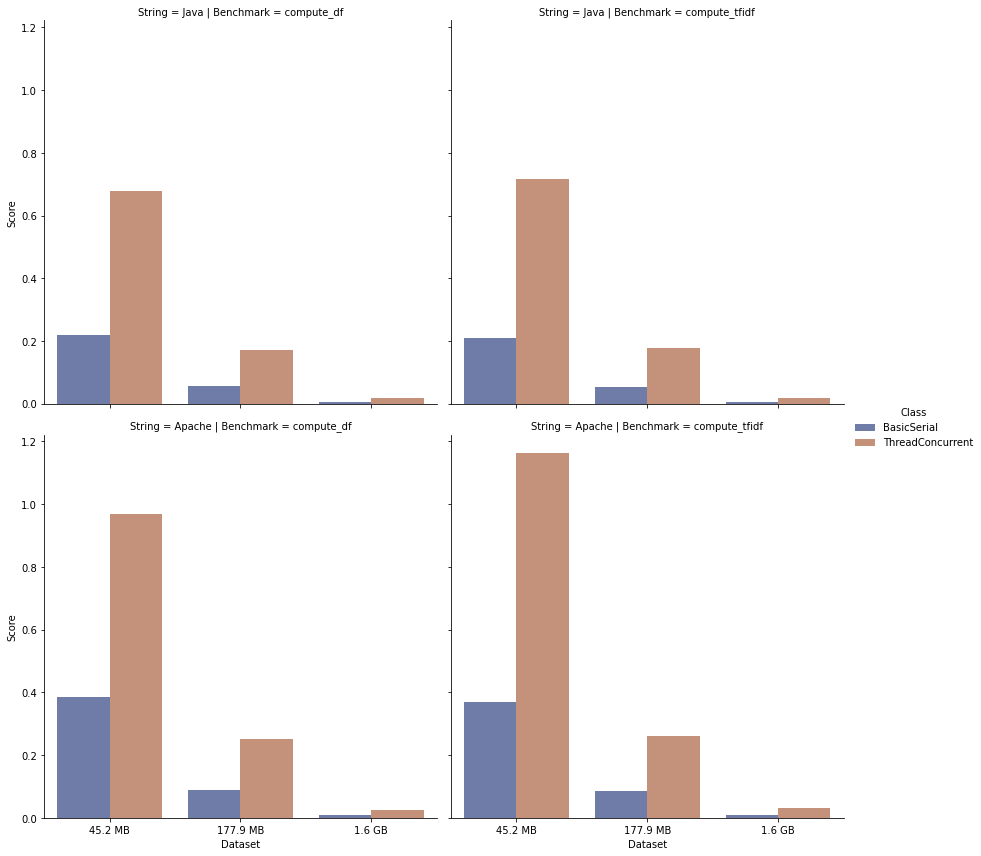 String = Java | Benchmark = compute_df
String = Java | Benchmark = compute_tfidf
1.2
1.0
0.8
0.6
0.4
0.2
0.0
Score
Class
BasicSerial
ThreadConcurrent
String = Apache | Benchmark = compute_df
String = Apache | Benchmark = compute_tfidf
1.2
1.0
0.8
0.6
0.4
0.2
0.0
Score
45.2 MB 177.9 MB 1.6 GB
Dataset
45.2 MB 177.9 MB 1.6 GB
Dataset